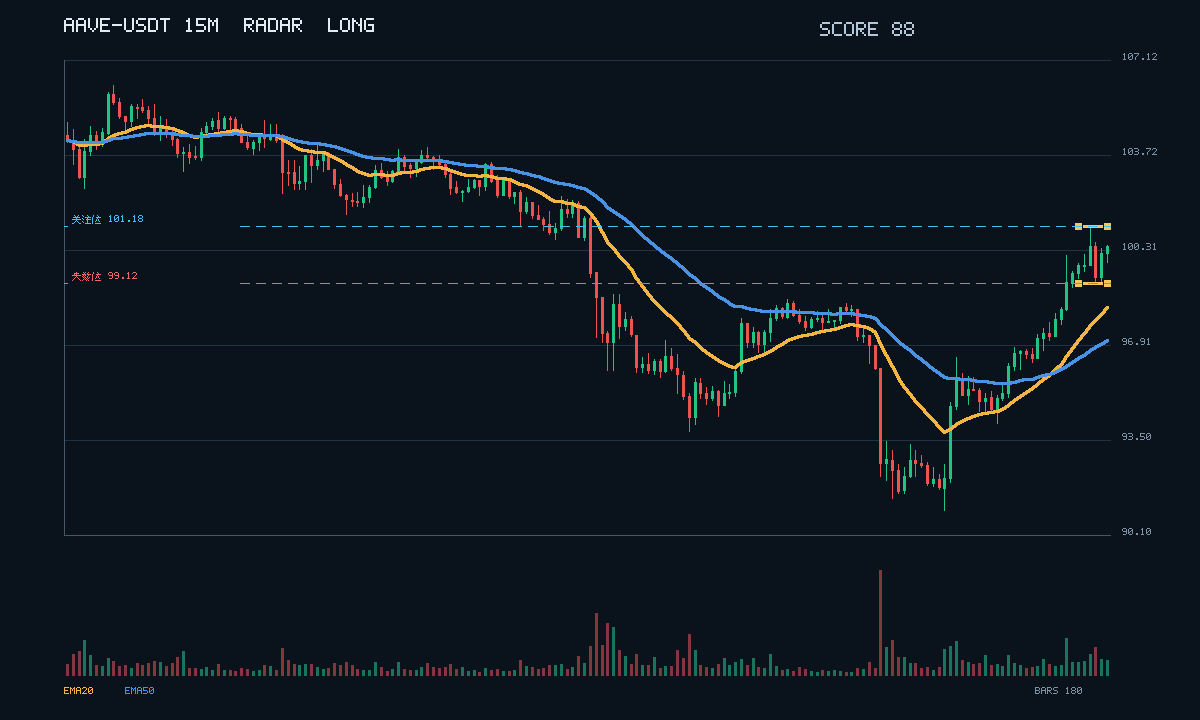 AAVE-USDT 15M  RADAR  LONG
SCORE 88
107.12
103.72
关注位 101.18
100.31
失效位 99.12
96.91
93.50
90.10
EMA20
EMA50
BARS 180